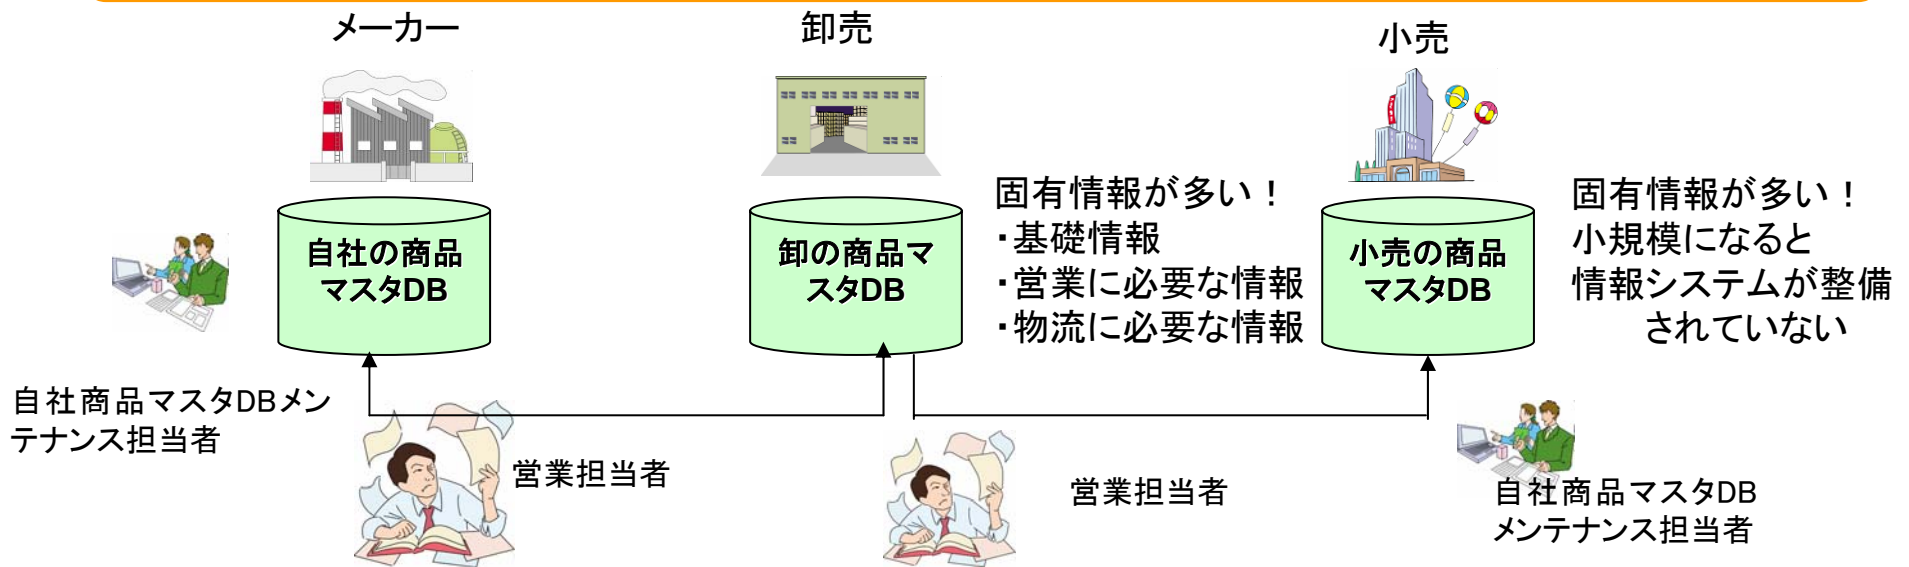 メーカー
卸売
小売
自社の商品
マスタDB
卸の商品マ
スタDB
固有情報が多い！
・基礎情報
・営業に必要な情報
・物流に必要な情報
小売の商品
マスタDB
固有情報が多い！
小規模になると
情報システムが整備
されていない
自社商品マスタDBメン
テナンス担当者
営業担当者
営業担当者
自社商品マスタDB
メンテナンス担当者